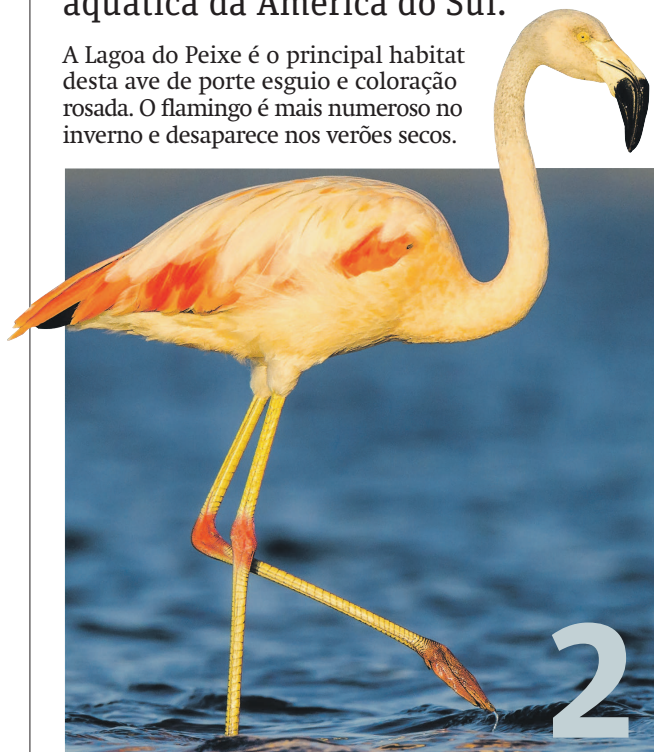 aquática da América do Sul.
A Lagoa do Peixe é o principal habitat
desta ave de porte esguio e coloração
rosada. O flamingo é mais numeroso no
inverno e desaparece nos verões secos.
2